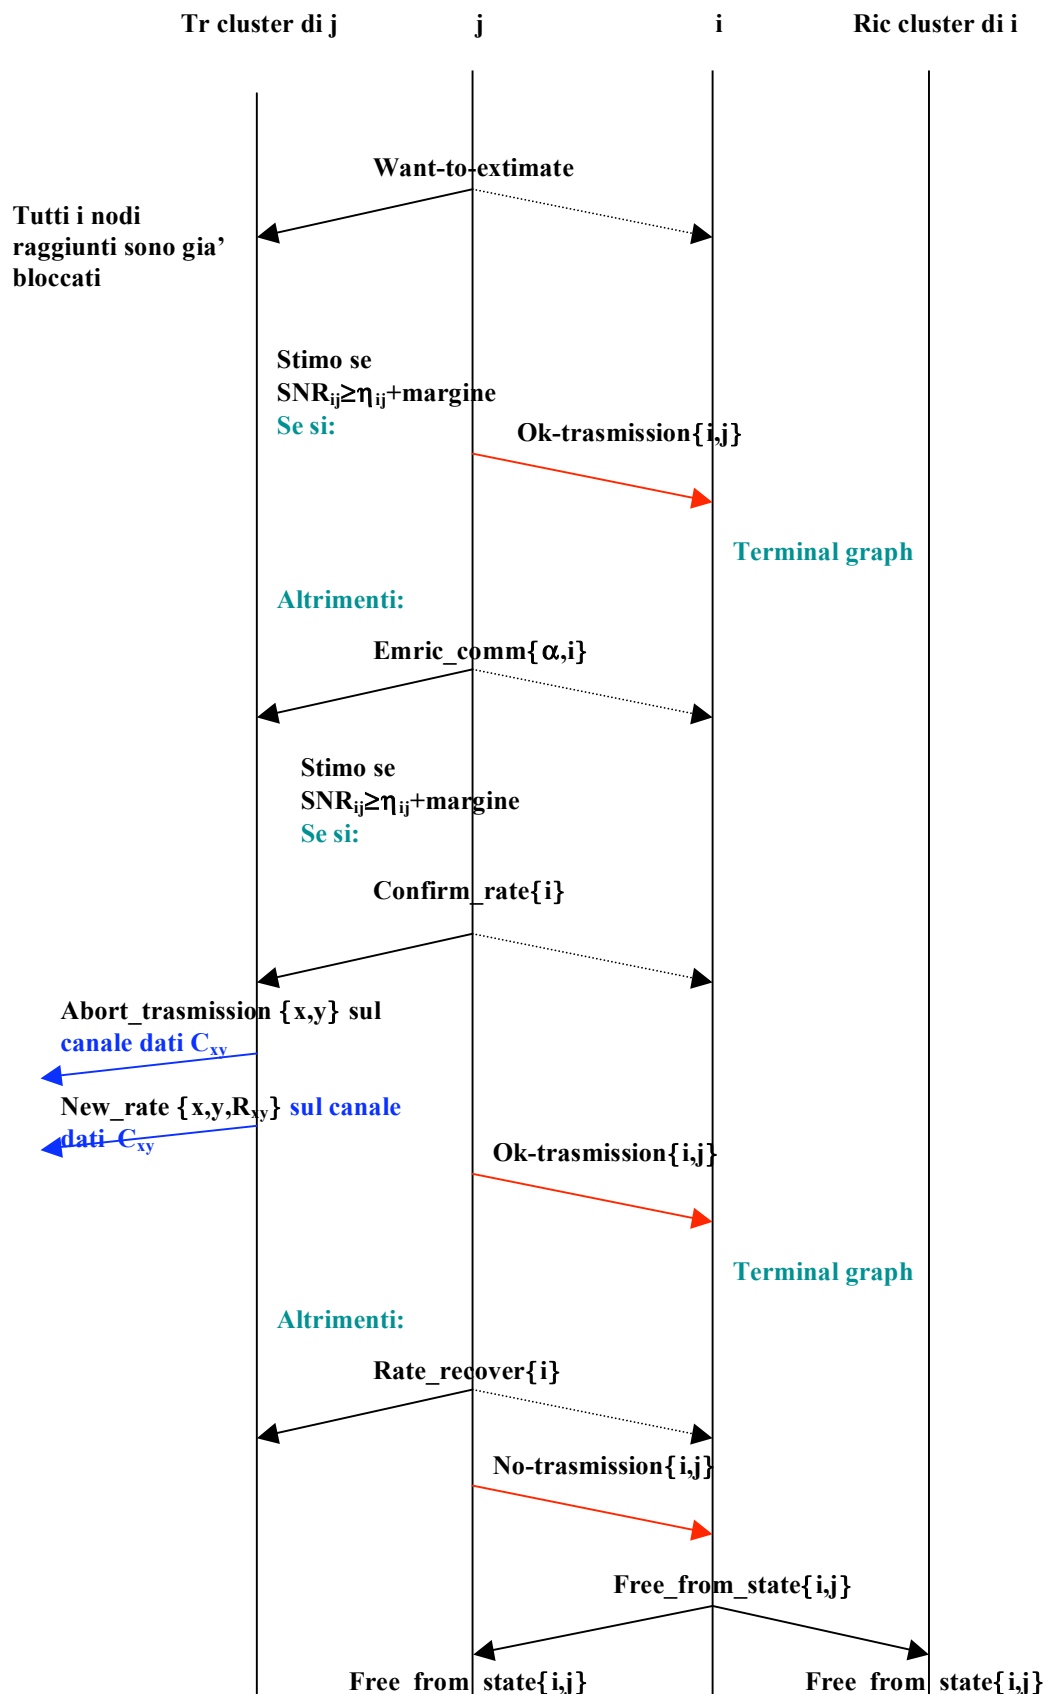 Tr cluster di j j i Ric cluster di i
Want-to-extimate
Tutti i nodi
raggiunti sono gia’
bloccati
Stimo se
SNRij≥ηij+margine
Se si:
Ok-trasmission{i,j}
Terminal graph
Altrimenti:
Emric_comm{α,i}
Stimo se
SNRij≥ηij+margine
Se si:
Confirm_rate{i}
Abort_trasmission {x,y} sul
canale dati Cxy
New_rate {x,y,Rxy} sul canale
dati Cxy
Ok-trasmission{i,j}
Terminal graph
Altrimenti:
Rate_recover{i}
No-trasmission{i,j}
Free_from_state{i,j}
Free_from_state{i,j} Free_from_state{i,j}